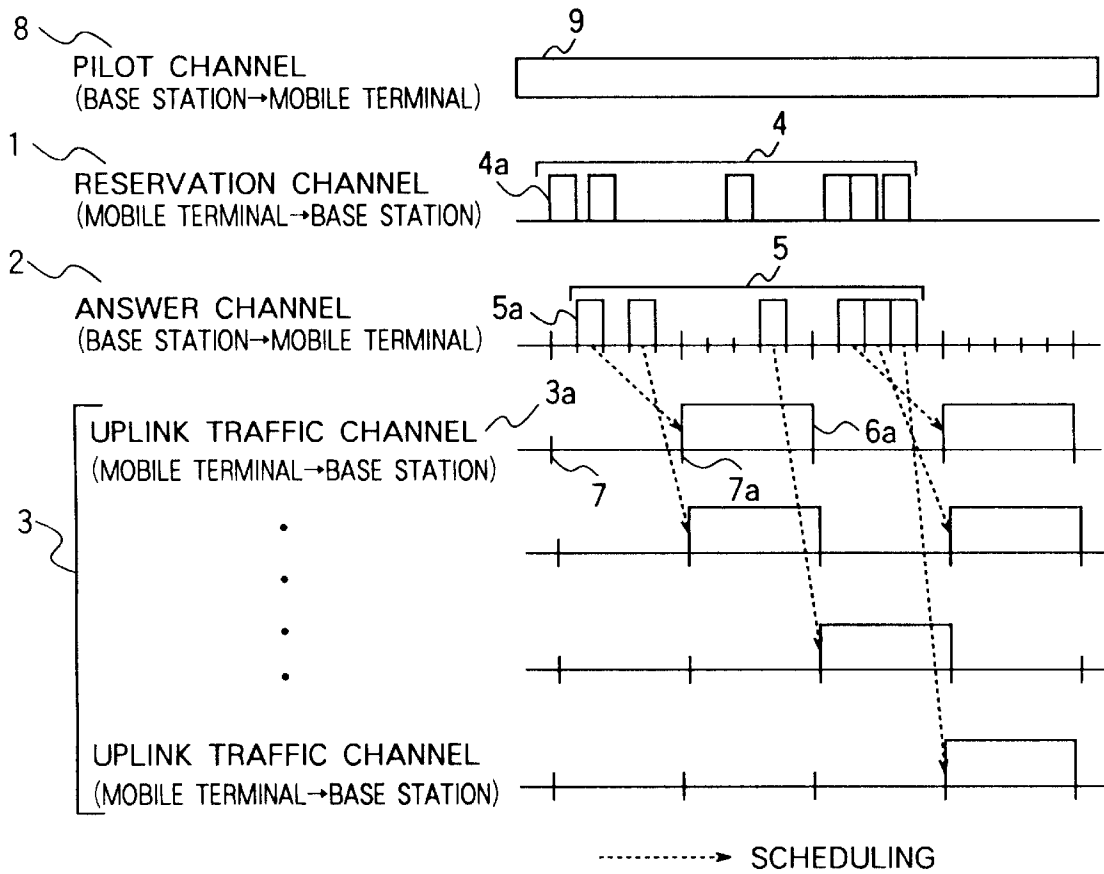 8
9
PILOT CHANNEL
(BASE STATION→MOBILE TERMINAL)
1
4
4a
RESERVATION CHANNEL
(MOBILE TERMINAL→BASE STATION)
2
5
5a
ANSWER CHANNEL
(BASE STATION→MOBILE TERMINAL)
3a
UPLINK TRAFFIC CHANNEL
6a
(MOBILE TERMINAL→BASE STATION)
7
7a
3
UPLINK TRAFFIC CHANNEL
(MOBILE TERMINAL→BASE STATION)
SCHEDULING